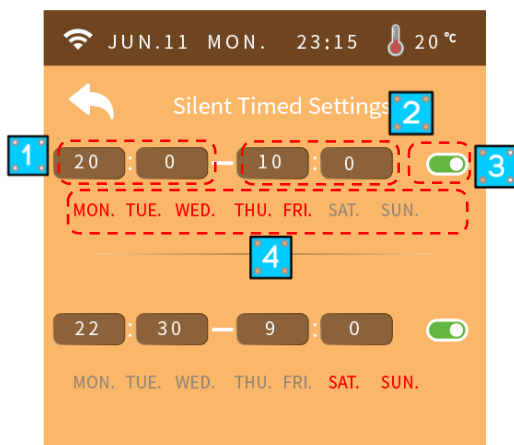 JUN.11 MON. 23:15 20 ℃
Silent Timed Settings
2
1
20 : 0 — 10 : 0
3
MON. TUE. WED. THU. FRI. SAT. SUN.
4
22 : 30 — 9 : 0
MON. TUE. WED. THU. FRI. SAT. SUN.